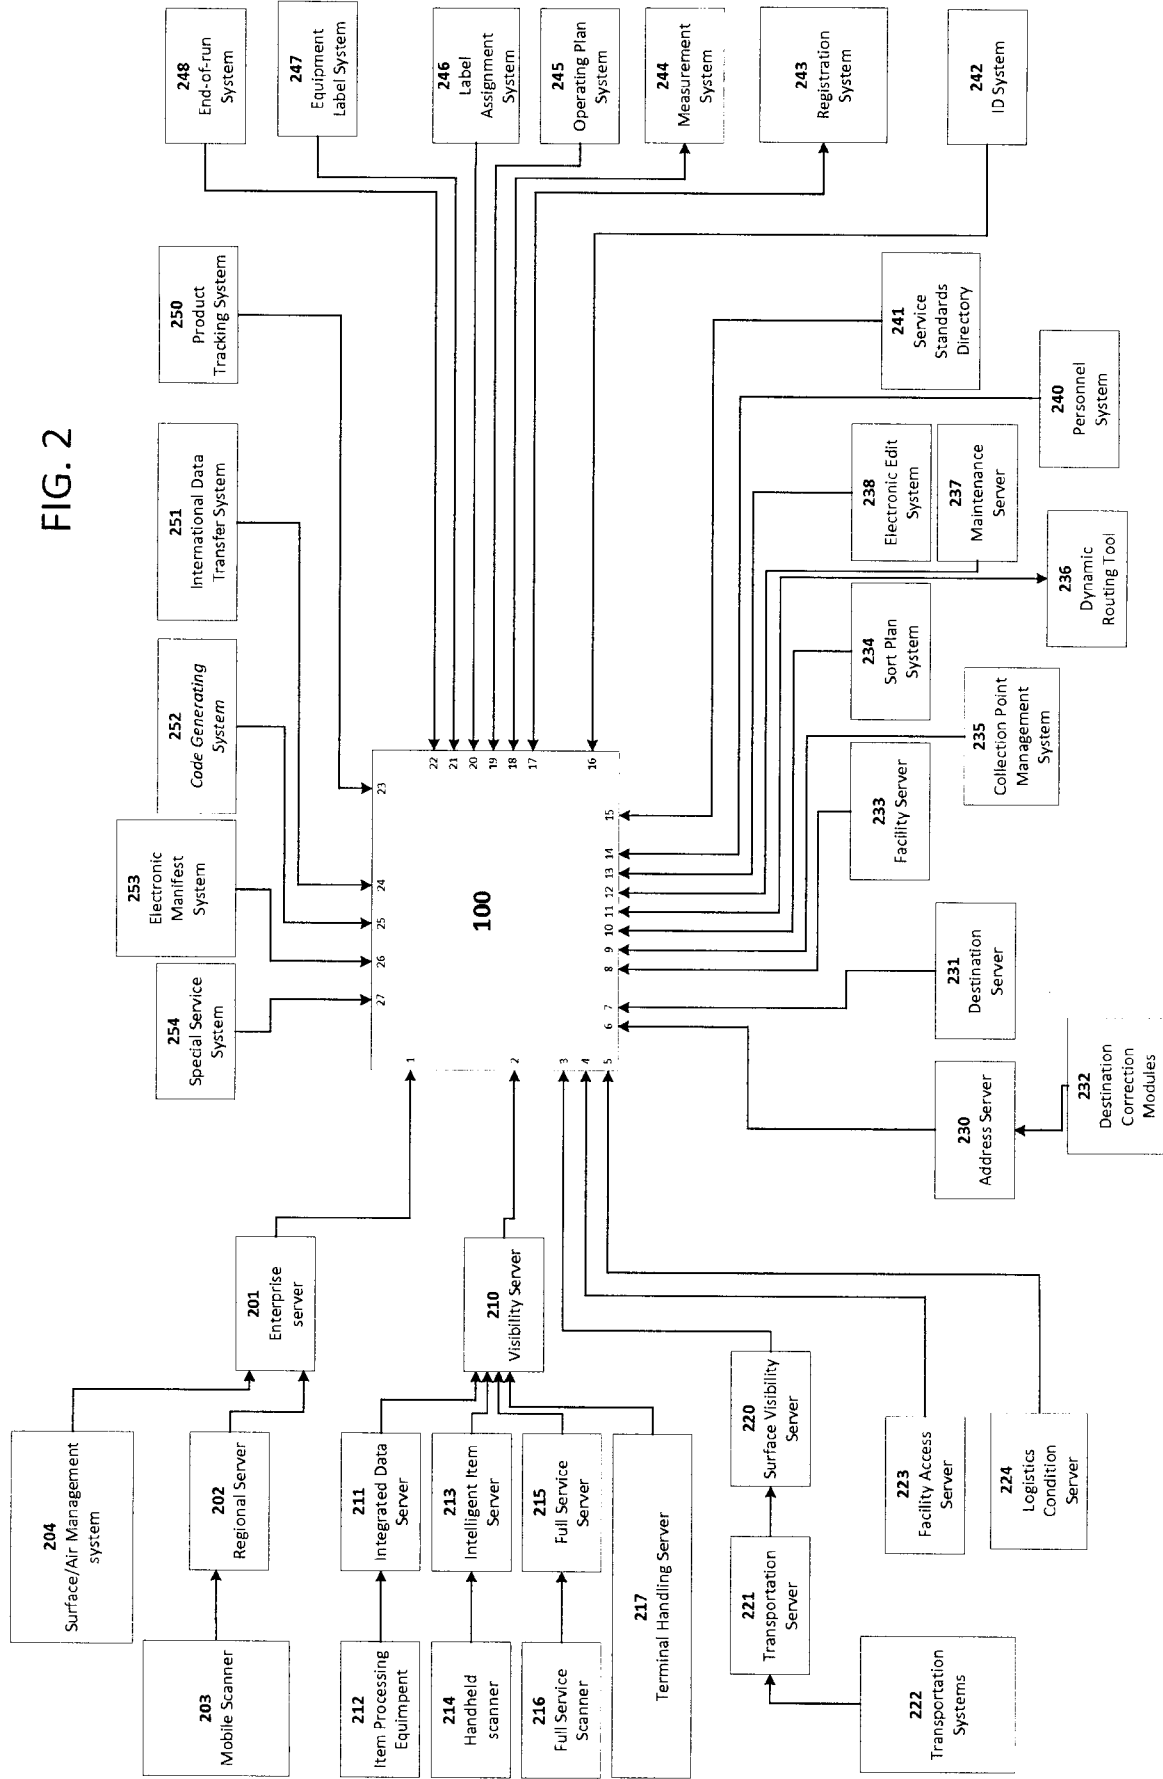 FIG. 2
204
Surface/Air Management
system
203
Mobile Scanner
202
Regional Server
201
Enterprise
server
212
Item Processing
Equimpent
211
Integrated Data
Server
214
Handheld
scanner
213
Intelligent Item
Server
216
Full Service
Scanner
215
Full Service
Server
217
Terminal Handling Server
210
Visibility Server
222
Transportation
Systems
221
Transportation
Server
220
Surface Visibility
Server
223
Facility Access
Server
224
Logistics
Condition
Server
254
Special Service
System
253
Electronic
Manifest
System
252
Code Generating
System
251
International Data
Transfer System
250
Product
Tracking System
100
1
2
3
4
5
6
7
8
9
10
11
12
13
14
15
16
17
18
19
20
21
22
23
24
25
26
27
230
Address Server
232
Destination
Correction
Modules
231
Destination
Server
233
Facility Server
235
Collection Point
Management
System
234
Sort Plan
System
236
Dynamic
Routing Tool
237
Maintenance
Server
238
Electronic Edit
System
240
Personnel
System
241
Service
Standards
Directory
248
End-of-run
System
247
Equipment
Label System
246
Label
Assignment
System
245
Operating Plan
System
244
Measurement
System
243
Registration
System
242
ID System